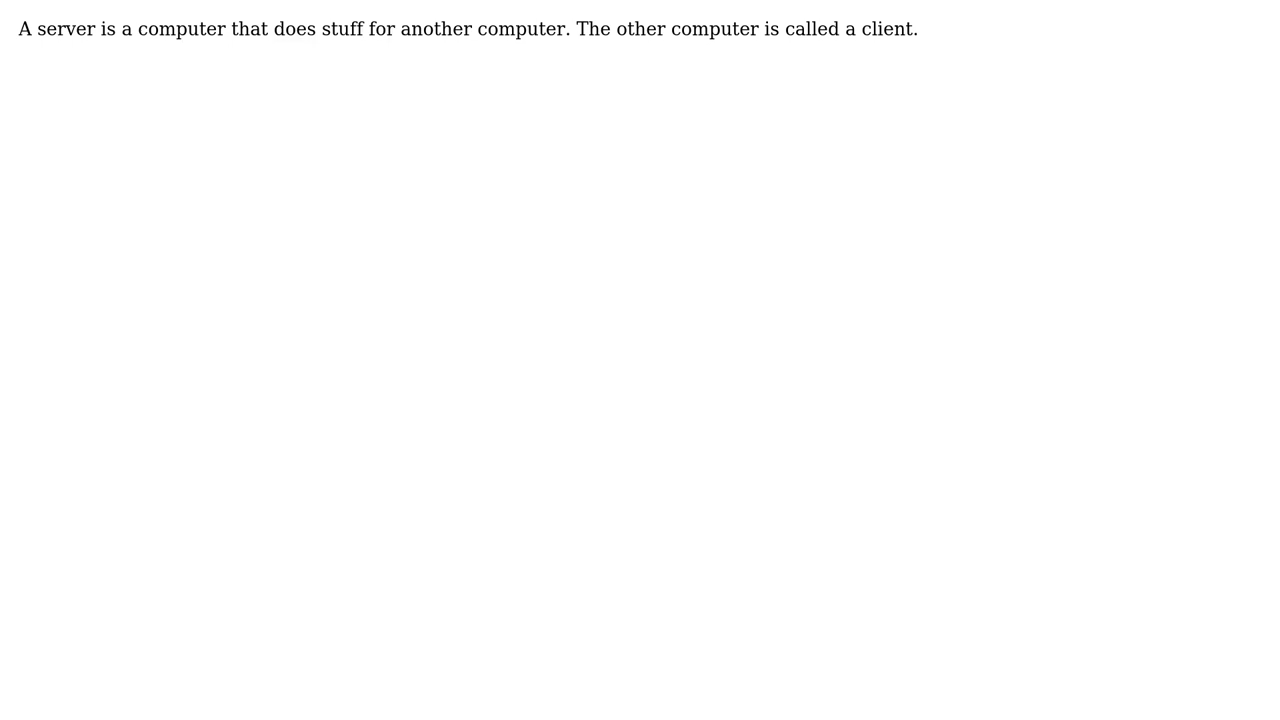 A server is a computer that does stuff for another computer. The other computer is called a client.